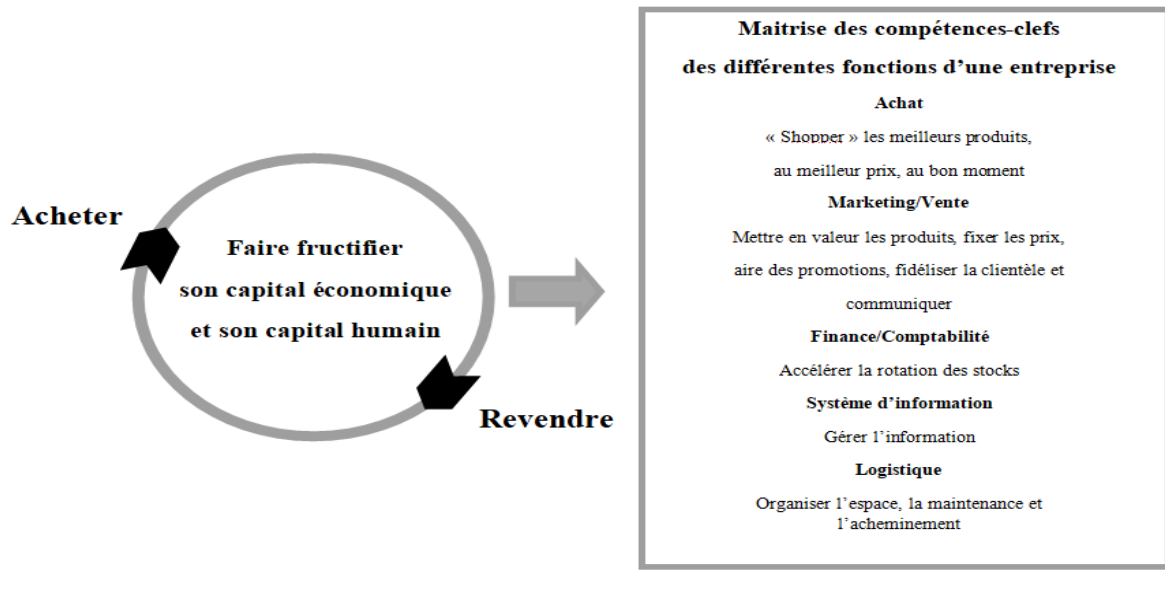 Acheter
Faire fructifier
son capital économique
et son capital humain
Revendre
Maitrise des compétences-clefs
des différentes fonctions d’une entreprise
Achat
« Shopper » les meilleurs produits,
au meilleur prix, au bon moment
Marketing/Vente
Mettre en valeur les produits, fixer les prix,
aire des promotions, fidéliser la clientèle et
communiquer
Finance/Comptabilité
Accélérer la rotation des stocks
Système d’information
Gérer l’information
Logistique
Organiser l’espace, la maintenance et
l’acheminement